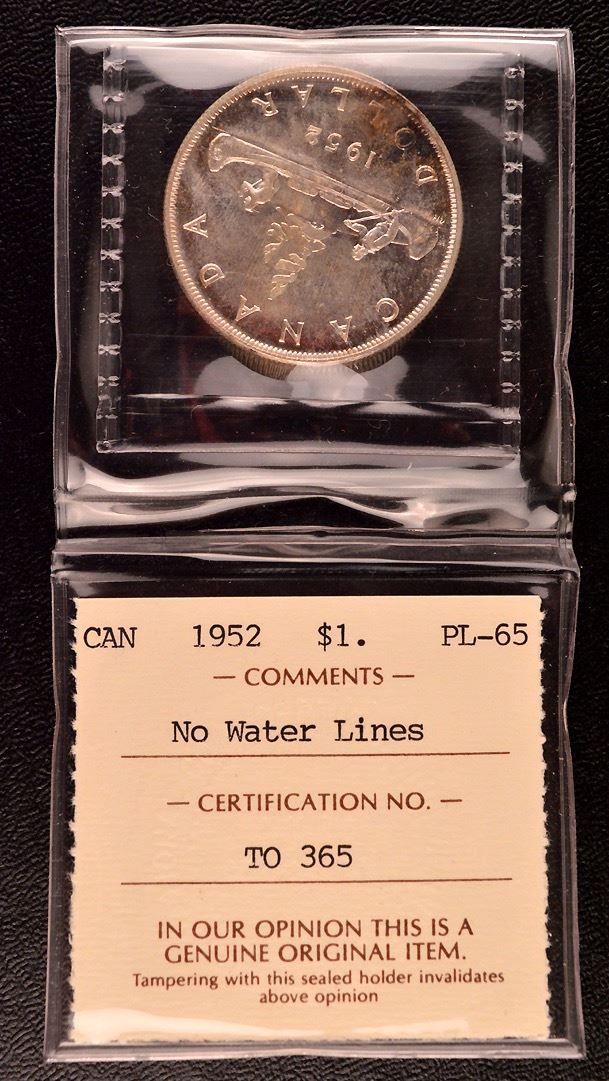 CANADA
1952
DOLLAR
CAN 1952 $1. PL-65
— COMMENTS —
No Water Lines
— CERTIFICATION NO. —
TO 365
IN OUR OPINION THIS IS A
GENUINE ORIGINAL ITEM.
Tampering with this sealed holder invalidates
above opinion